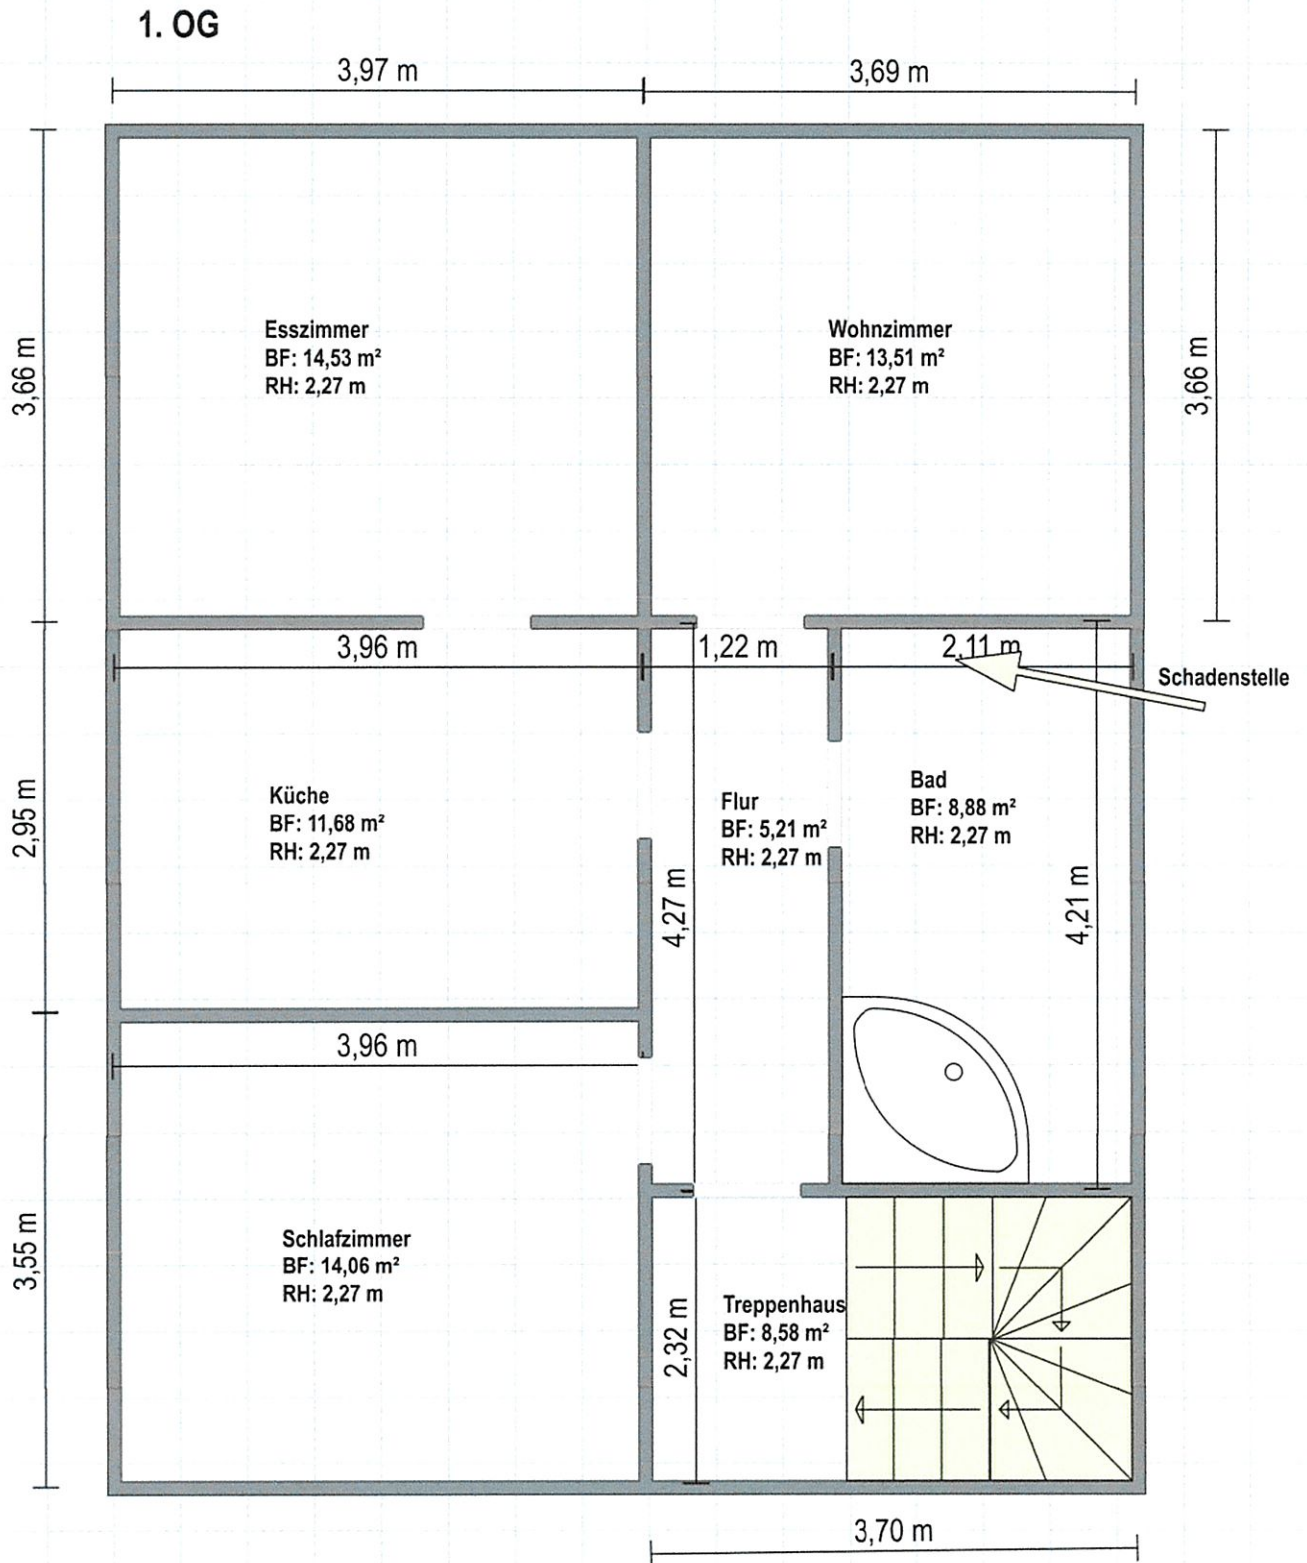 1. OG
3,97 m
3,69 m
3,66 m
3,66 m
Esszimmer
BF: 14,53 m²
RH: 2,27 m
Wohnzimmer
BF: 13,51 m²
RH: 2,27 m
3,96 m
1,22 m
2,11 m
Schadenstelle
2,95 m
Küche
BF: 11,68 m²
RH: 2,27 m
Flur
BF: 5,21 m²
RH: 2,27 m
Bad
BF: 8,88 m²
RH: 2,27 m
4,27 m
4,21 m
3,96 m
3,55 m
Schlafzimmer
BF: 14,06 m²
RH: 2,27 m
2,32 m
Treppenhaus
BF: 8,58 m²
RH: 2,27 m
3,70 m